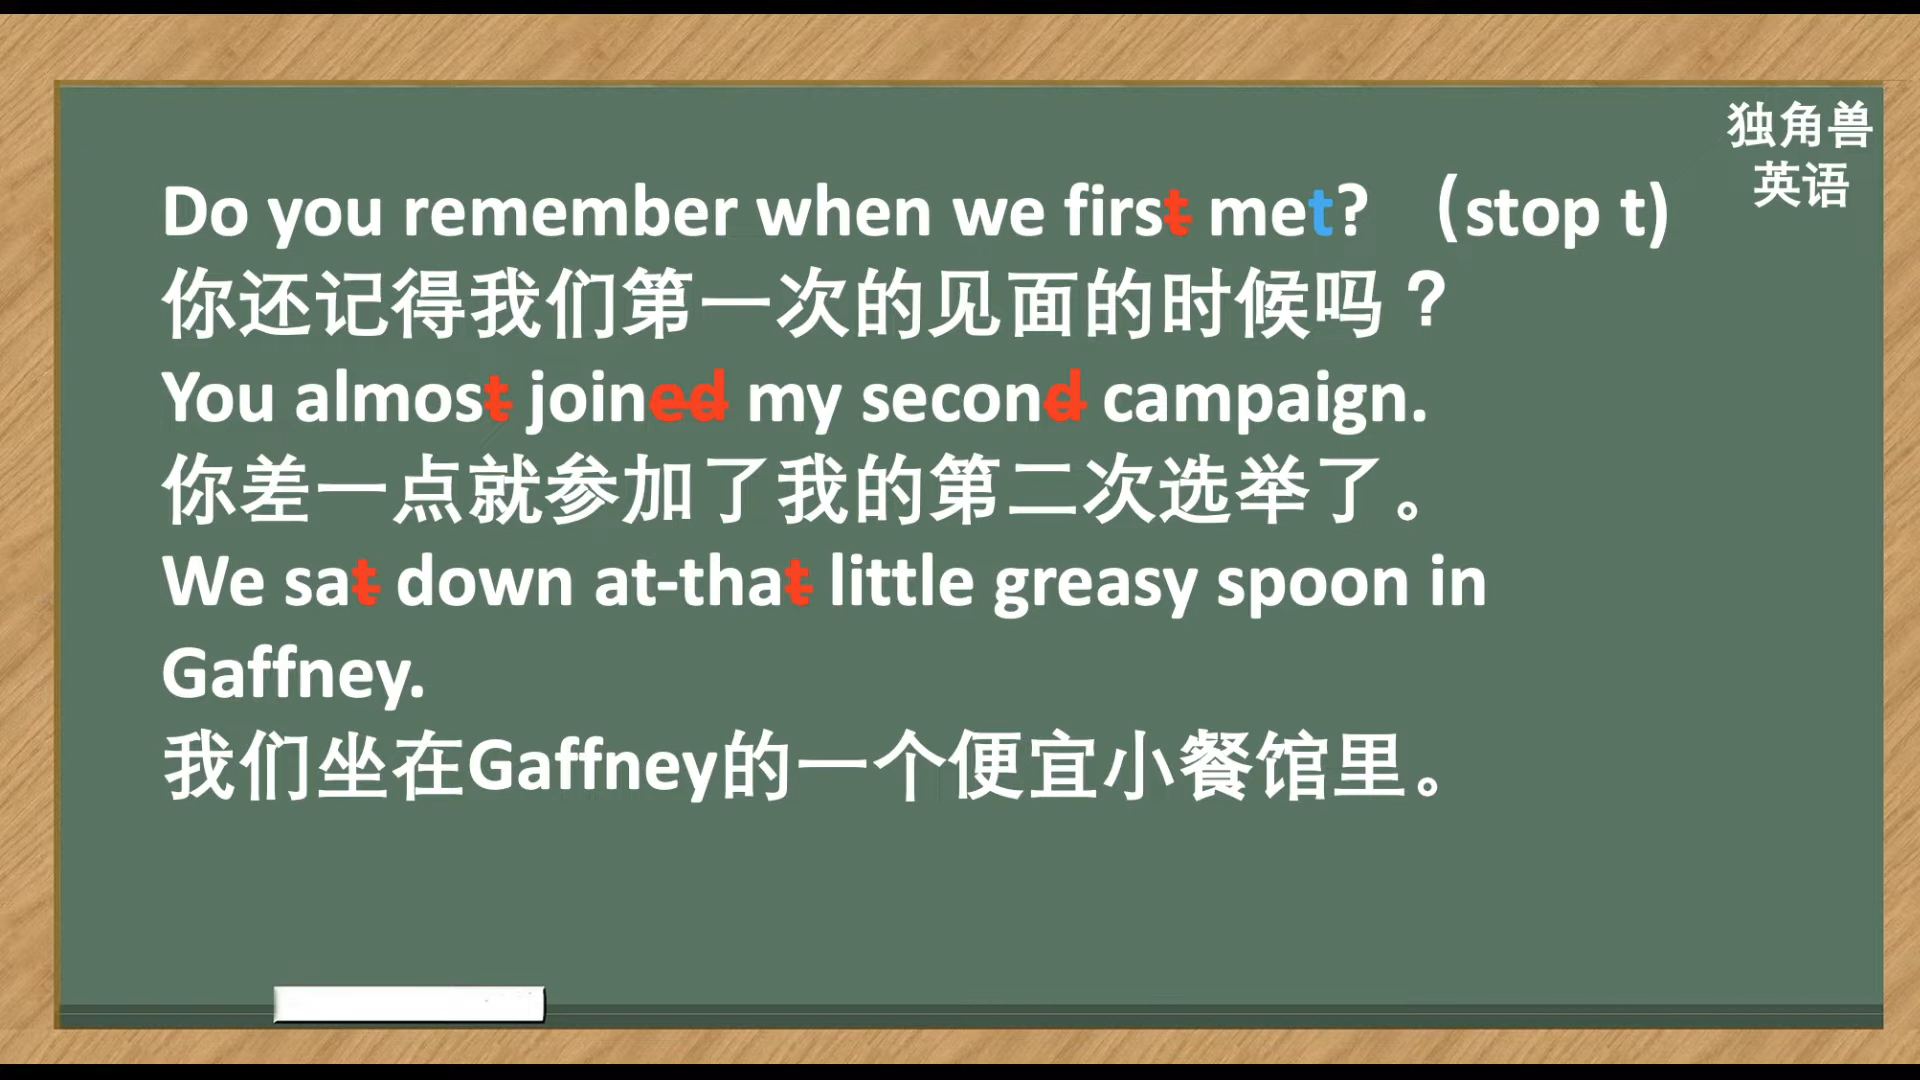 独角兽
英语
Do you remember when we first met? （stop t)
你还记得我们第一次的见面的时候吗？
You almost joined my second campaign.
你差一点就参加了我的第二次选举了。
We sat down at-that little greasy spoon in
Gaffney.
我们坐在Gaffney的一个便宜小餐馆里。